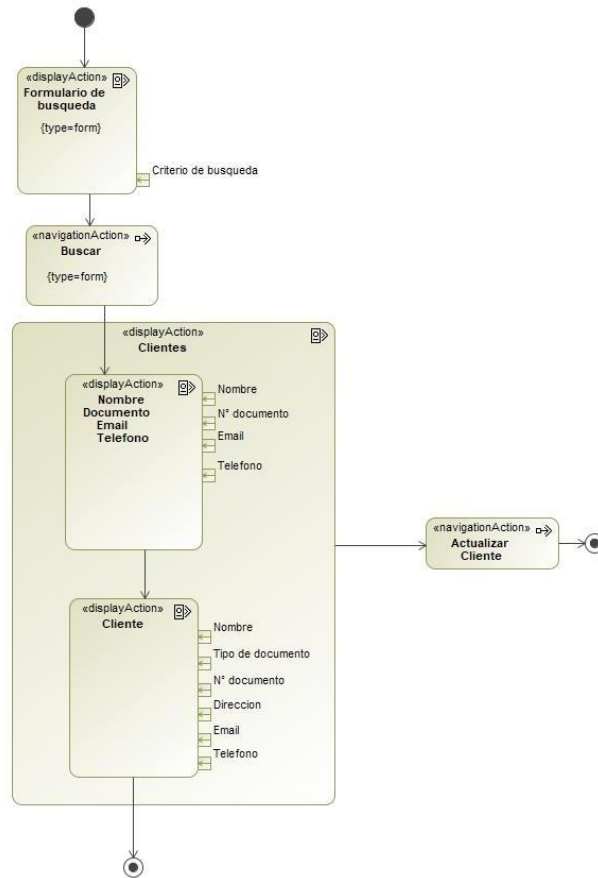 «displayAction»
Formulario de
busqueda
{type=form}
Criterio de busqueda
«navigationAction»
Buscar
{type=form}
«displayAction»
Clientes
«displayAction»
Nombre
Documento
Email
Telefono
Nombre
N° documento
Email
Telefono
«navigationAction»
Actualizar
Cliente
«displayAction»
Cliente
Nombre
Tipo de documento
N° documento
Direccion
Email
Telefono